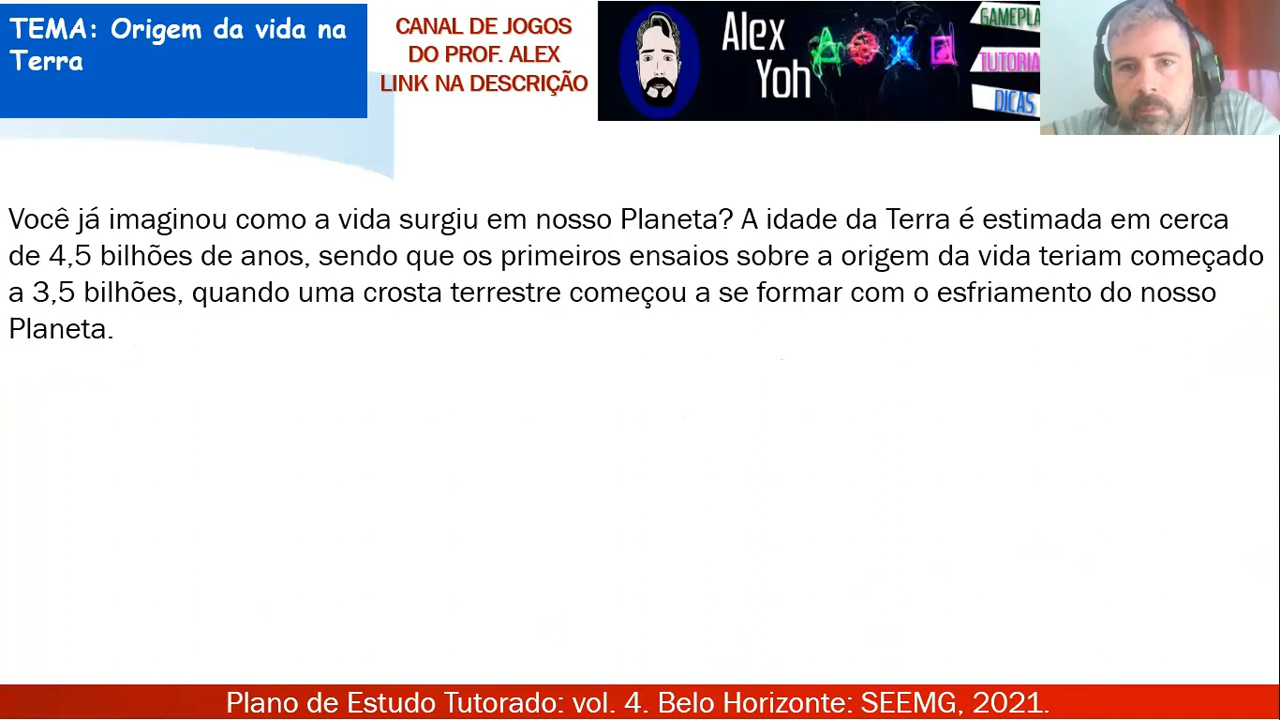 TEMA: Origem da vida na
Terra
CANAL DE JOGOS
DO PROF. ALEX
LINK NA DESCRIÇÃO
Alex
Yoh
GAMEPLA
TUTORIA
DICAS
Você já imaginou como a vida surgiu em nosso Planeta? A idade da Terra é estimada em cerca
de 4,5 bilhões de anos, sendo que os primeiros ensaios sobre a origem da vida teriam começado
a 3,5 bilhões, quando uma crosta terrestre começou a se formar com o esfriamento do nosso
Planeta.
Plano de Estudo Tutorado: vol. 4. Belo Horizonte: SEEMG, 2021.